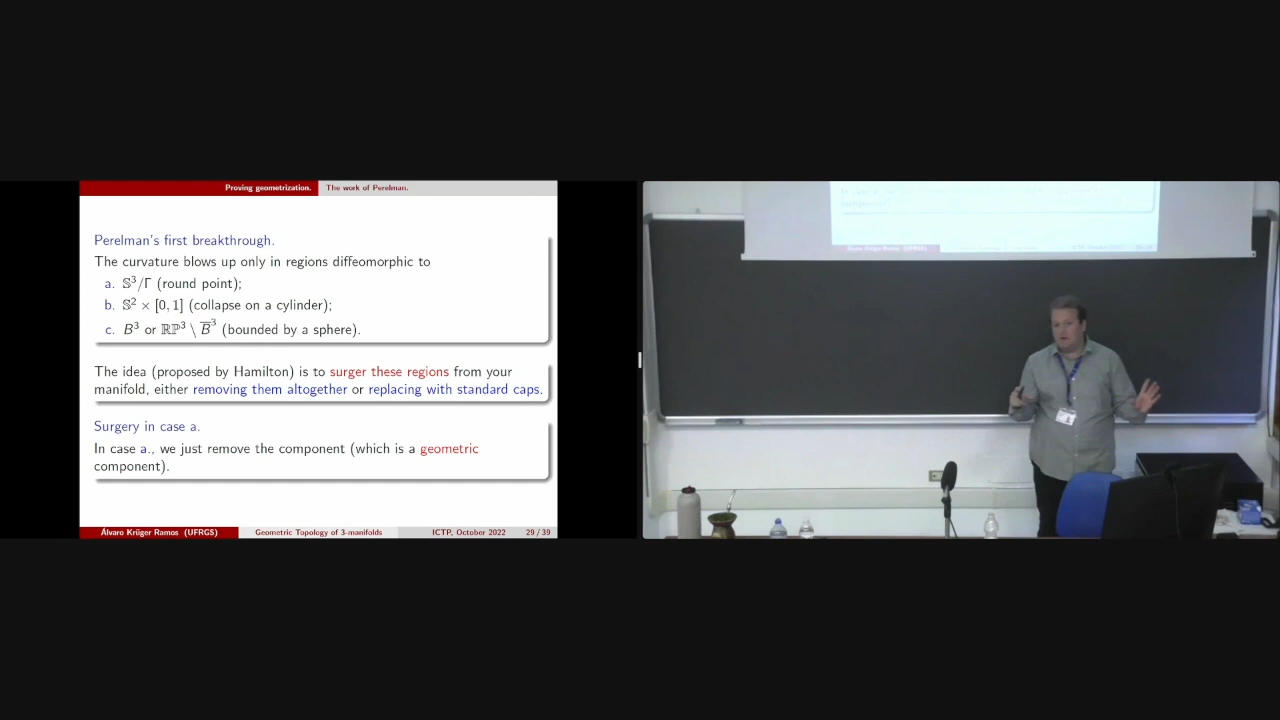 Proving geometrization. The work of Perelman.
Perelman's first breakthrough.
The curvature blows up only in regions diffeomorphic to
a. 𝕊³/Γ (round point);
b. 𝕊² × [0, 1] (collapse on a cylinder);
c. B³ or ℝℙ³ \ B̅³ (bounded by a sphere).
The idea (proposed by Hamilton) is to surger these regions from your
manifold, either removing them altogether or replacing with standard caps.
Surgery in case a.
In case a., we just remove the component (which is a geometric
component).
Álvaro Krüger Ramos (UFRGS) Geometric Topology of 3-manifolds ICTP, October 2022 29 / 39